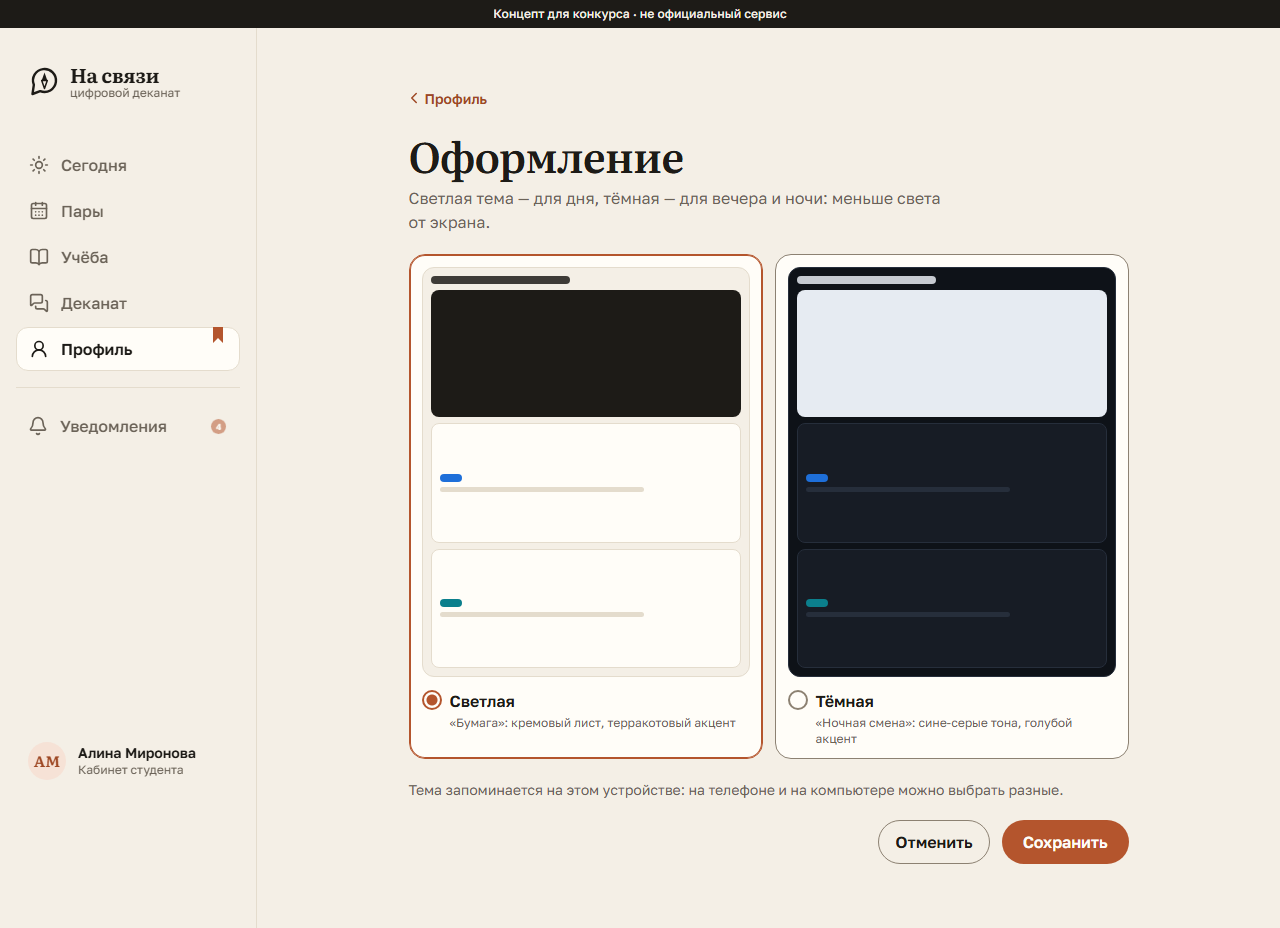 Концепт для конкурса · не официальный сервис
На связи
цифровой деканат
Сегодня
Пары
Учёба
Деканат
Профиль
Уведомления
4
АМ
Алина Миронова
Кабинет студента
Профиль
Оформление
Светлая тема — для дня, тёмная — для вечера и ночи: меньше света
от экрана.
Светлая
«Бумага»: кремовый лист, терракотовый акцент
Тёмная
«Ночная смена»: сине-серые тона, голубой
акцент
Тема запоминается на этом устройстве: на телефоне и на компьютере можно выбрать разные.
Отменить
Сохранить